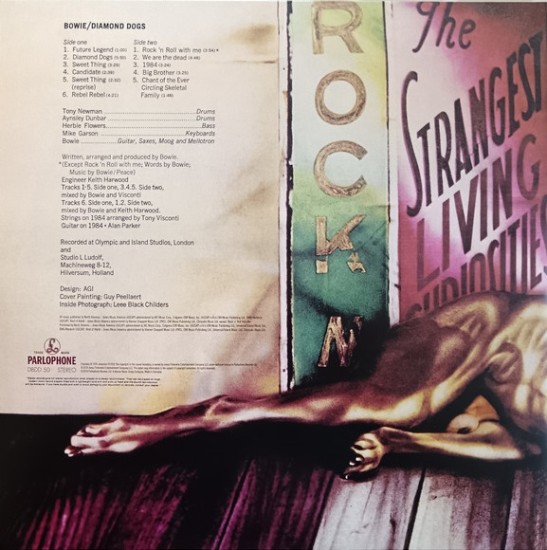 BOWIE/DIAMOND DOGS
Side one
1. Future Legend
2. Diamond Dogs
3. Sweet Thing
4. Candidate
5. Sweet Thing
(reprise)
6. Rebel Rebel
Side two
1. Rock 'n Roll with me
2. We are the dead
3. 1984
4. Big Brother
5. Chant of the Ever
Circling Skeletal
Family
Tony Newman Drums
Aynsley Dunbar Drums
Herbie Flowers Bass
Mike Garson Keyboards
Bowie Guitar, Saxes, Moog and Mellotron
Written, arranged and produced by Bowie.
*(Except Rock 'n Roll with me; Words by Bowie;
Music by Bowie/Peace)
Engineer Keith Harwood
Tracks 1-5, Side one, 3.4.5. Side two,
mixed by Bowie and Visconti
Tracks 6. Side one, 1.2. Side two,
mixed by Bowie and Keith Harwood.
Strings on 1984 arranged by Tony Visconti
Guitar on 1984 • Alan Parker
Recorded at Olympic and Island Studios, London
and
Studio L Ludolf,
Machineweg 8-12,
Hilversum, Holland
Design: AGI
Cover Painting: Guy Peellaert
Inside Photograph: Leee Black Childers
TRADE MARK
PARLOPHONE
STEREO
ROCK N
The
STRANGEST
LIVING
CURIOSITIES